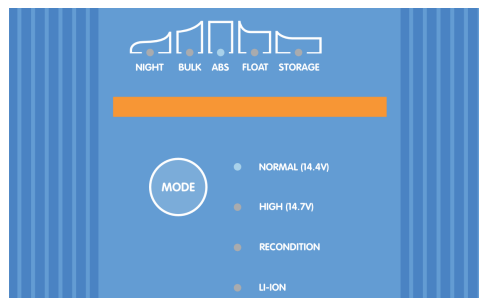 NIGHT BULK ABS FLOAT STORAGE
NORMAL (14.4V)
MODE
HIGH (14.7V)
RECONDITION
LI-ION